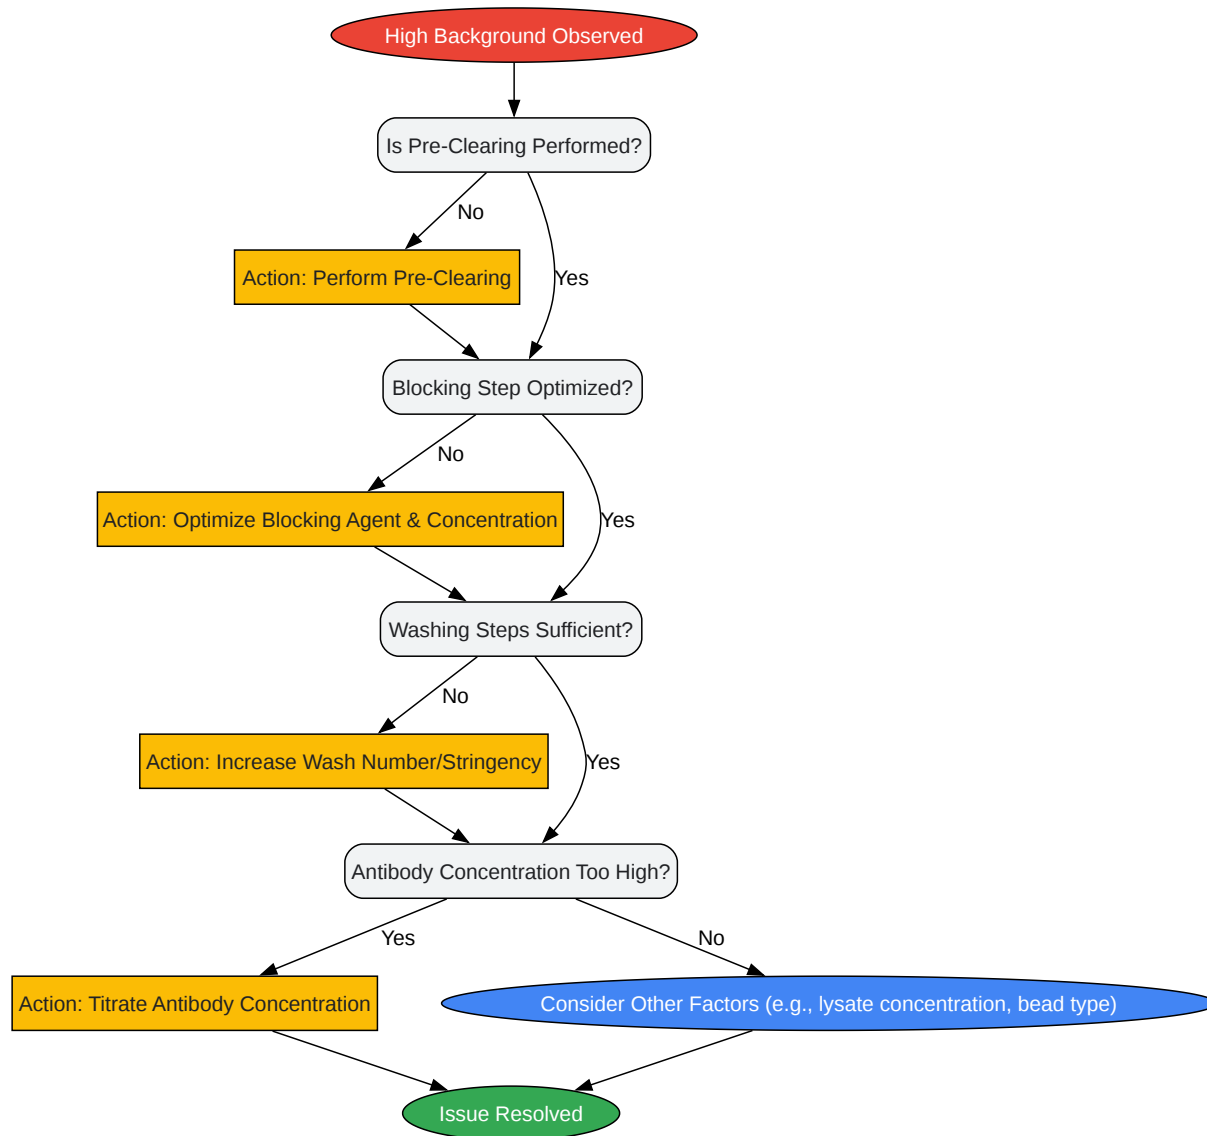 High Background Observed
Is Pre-Clearing Performed?
No
Action: Perform Pre-Clearing
Yes
Blocking Step Optimized?
No
Action: Optimize Blocking Agent & Concentration
Yes
Washing Steps Sufficient?
No
Action: Increase Wash Number/Stringency
Yes
Antibody Concentration Too High?
Yes
No
Action: Titrate Antibody Concentration
Consider Other Factors (e.g., lysate concentration, bead type)
Issue Resolved